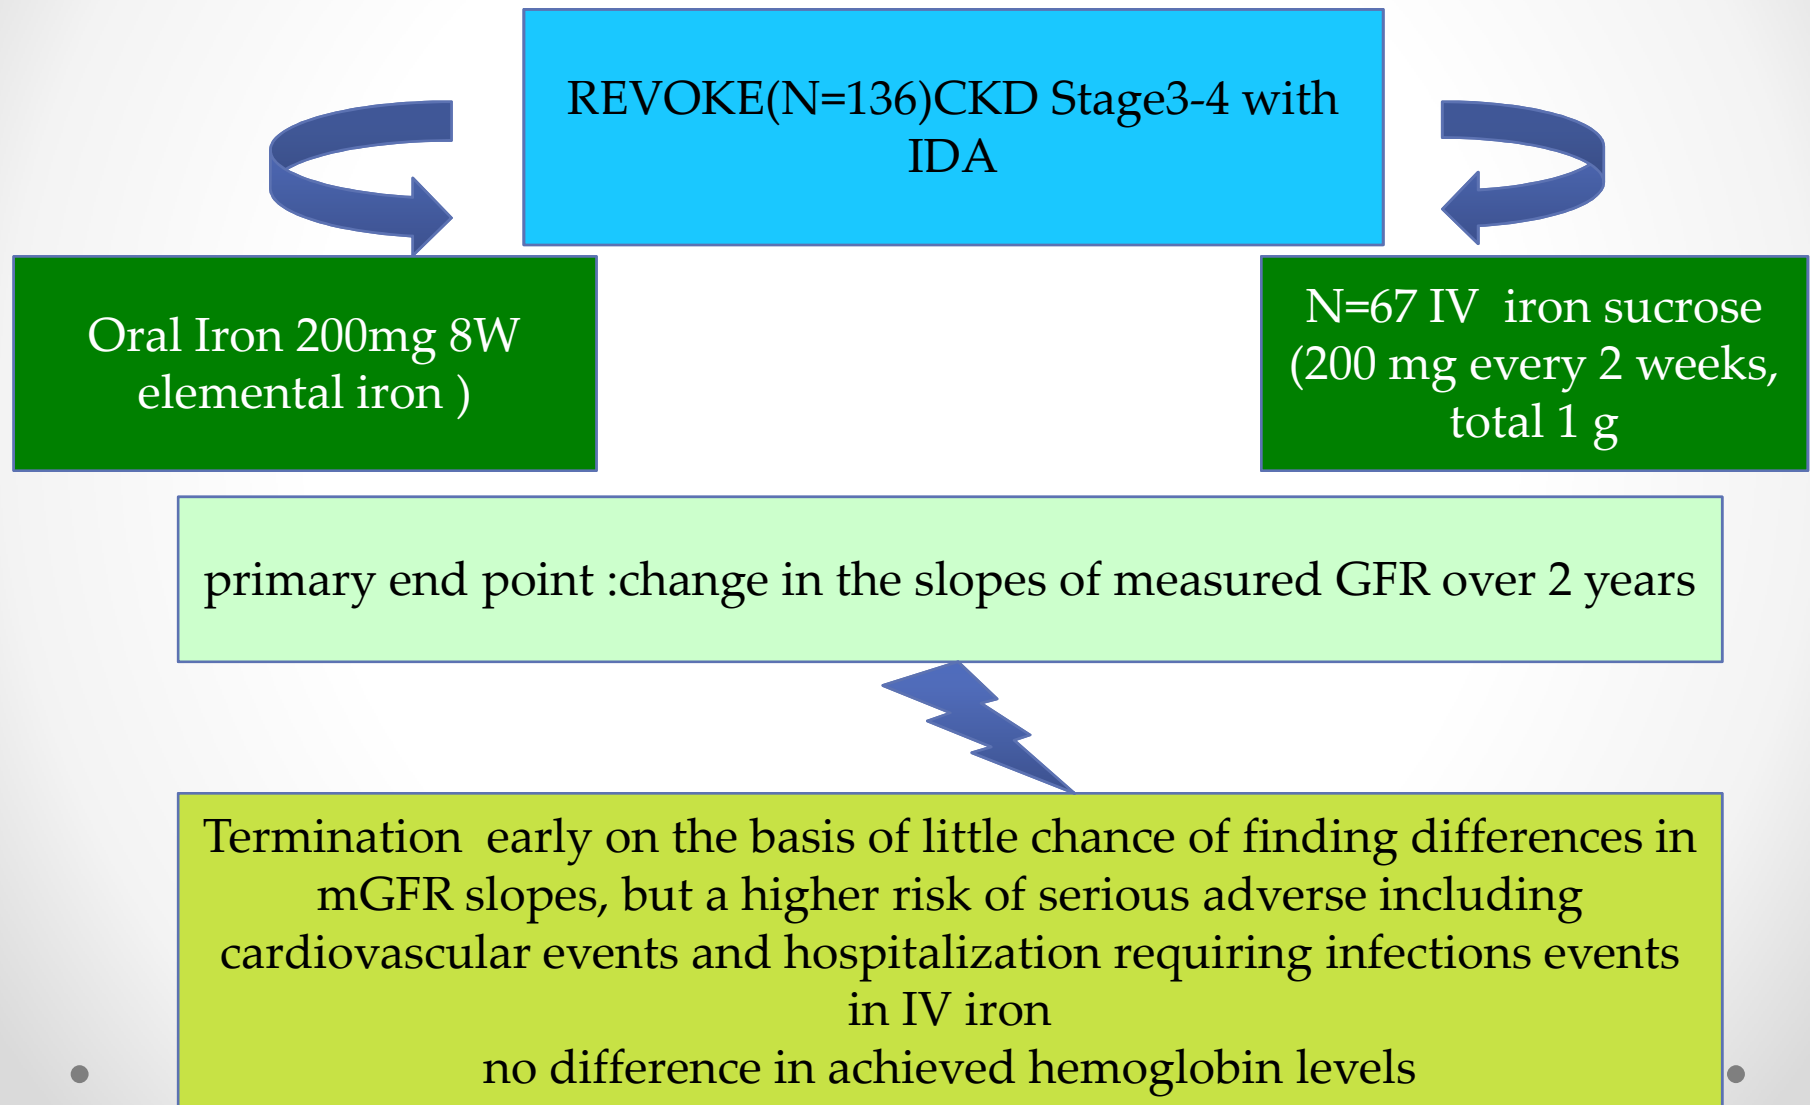 REVOKE(N=136)CKD Stage3-4 with
IDA
Oral Iron 200mg 8W
elemental iron )
N=67 IV  iron sucrose
(200 mg every 2 weeks,
total 1 g
primary end point :change in the slopes of measured GFR over 2 years
Termination  early on the basis of little chance of finding differences in
mGFR slopes, but a higher risk of serious adverse including
cardiovascular events and hospitalization requiring infections events
in IV iron
no difference in achieved hemoglobin levels